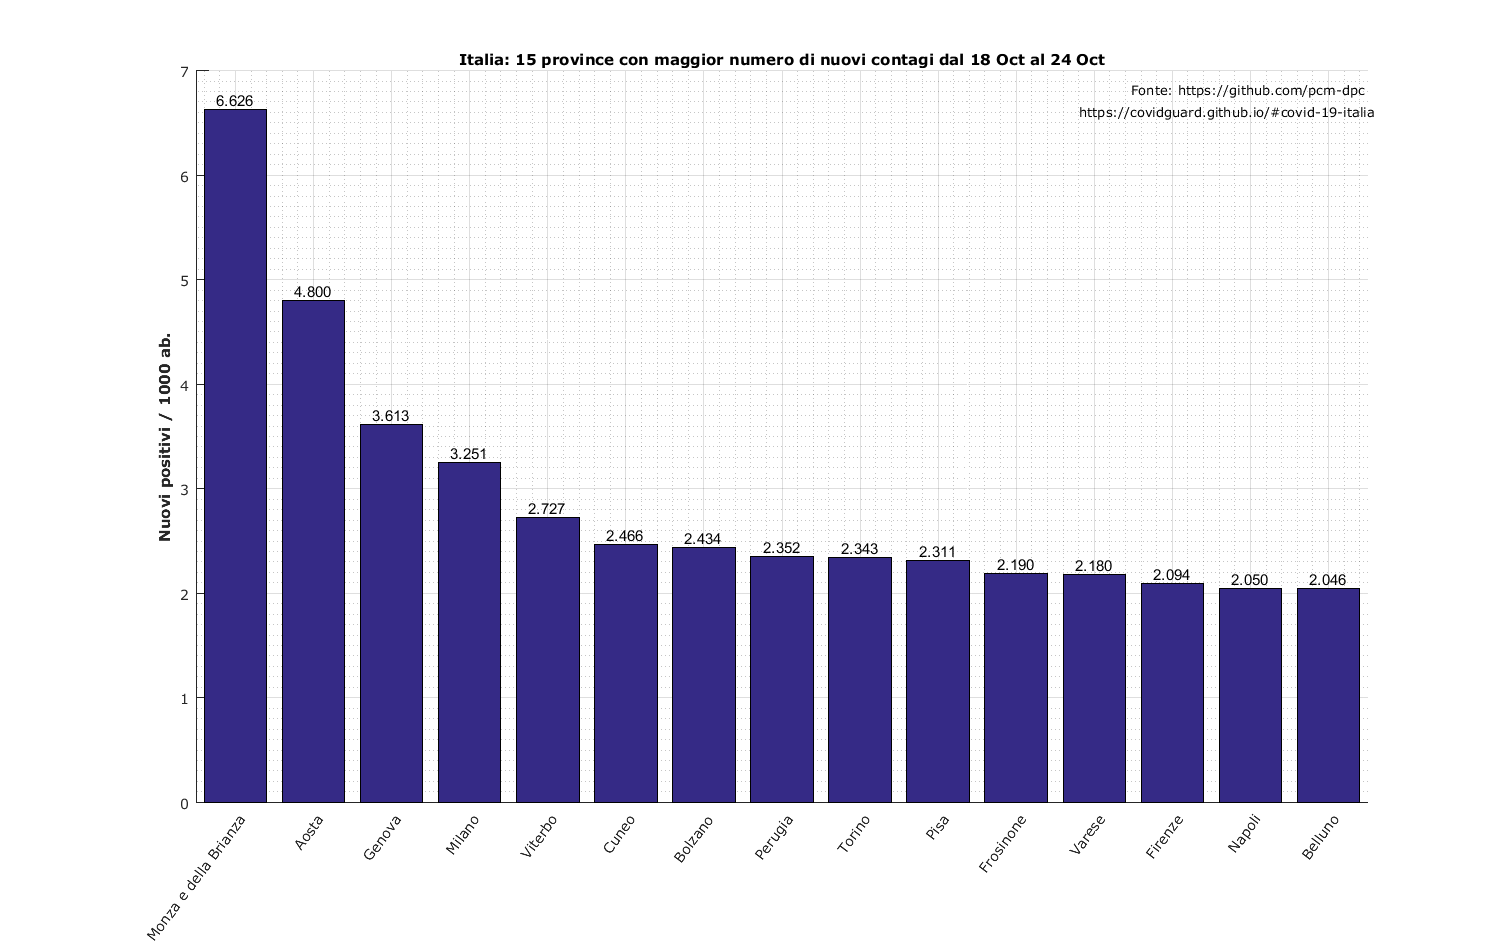 Italia: 15 province con maggior numero di nuovi contagi dal 18 Oct al 24 Oct
Fonte: https://github.com/pcm-dpc
https://covidguard.github.io/#covid-19-italia
Nuovi positivi / 1000 ab.
7
6
5
4
3
2
1
0
6.626
4.800
3.613
3.251
2.727
2.466
2.434
2.352
2.343
2.311
2.190
2.180
2.094
2.050
2.046
Monza e della Brianza
Aosta
Genova
Milano
Viterbo
Cuneo
Bolzano
Perugia
Torino
Pisa
Frosinone
Varese
Firenze
Napoli
Belluno